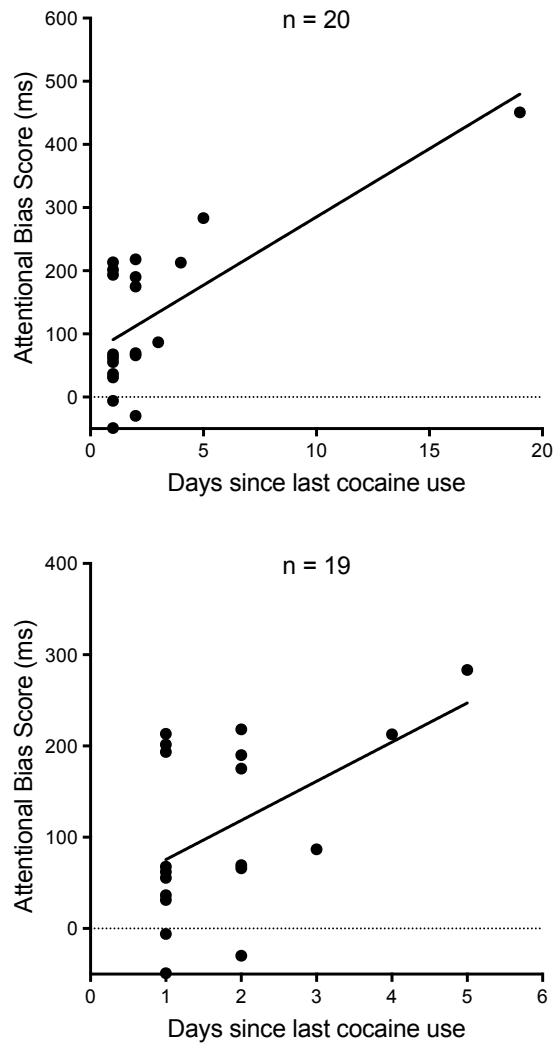 n = 20
Attentional Bias Score (ms)
600
500
400
300
200
100
0
0 5 10 15 20
Days since last cocaine use
n = 19
Attentional Bias Score (ms)
400
300
200
100
0
0 1 2 3 4 5 6
Days since last cocaine use